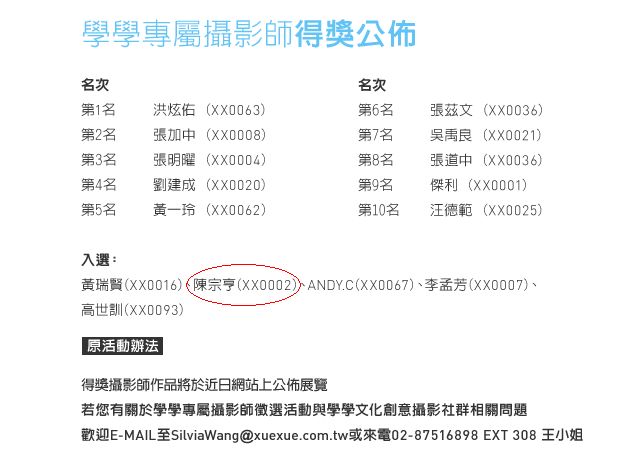 學學專屬攝影師得獎公佈
名次
第1名 洪炫佑 (XX0063)
第2名 張加中 (XX0008)
第3名 張明曜 (XX0004)
第4名 劉建成 (XX0020)
第5名 黃一玲 (XX0062)
名次
第6名 張茲文 (XX0036)
第7名 吳禹良 (XX0021)
第8名 張道中 (XX0036)
第9名 傑利 (XX0001)
第10名 汪德範 (XX0025)
入選：
黃瑞賢(XX0016)、陳宗亨(XX0002)、ANDY.C(XX0067)、李孟芳(XX0007)、
高世訓(XX0093)
原活動辦法
得獎攝影師作品將於近日網站上公佈展覽
若您有關於學學專屬攝影師徵選活動與學學文化創意攝影社群相關問題
歡迎E-MAIL至SilviaWang@xuexue.com.tw或來電02-87516898 EXT 308 王小姐